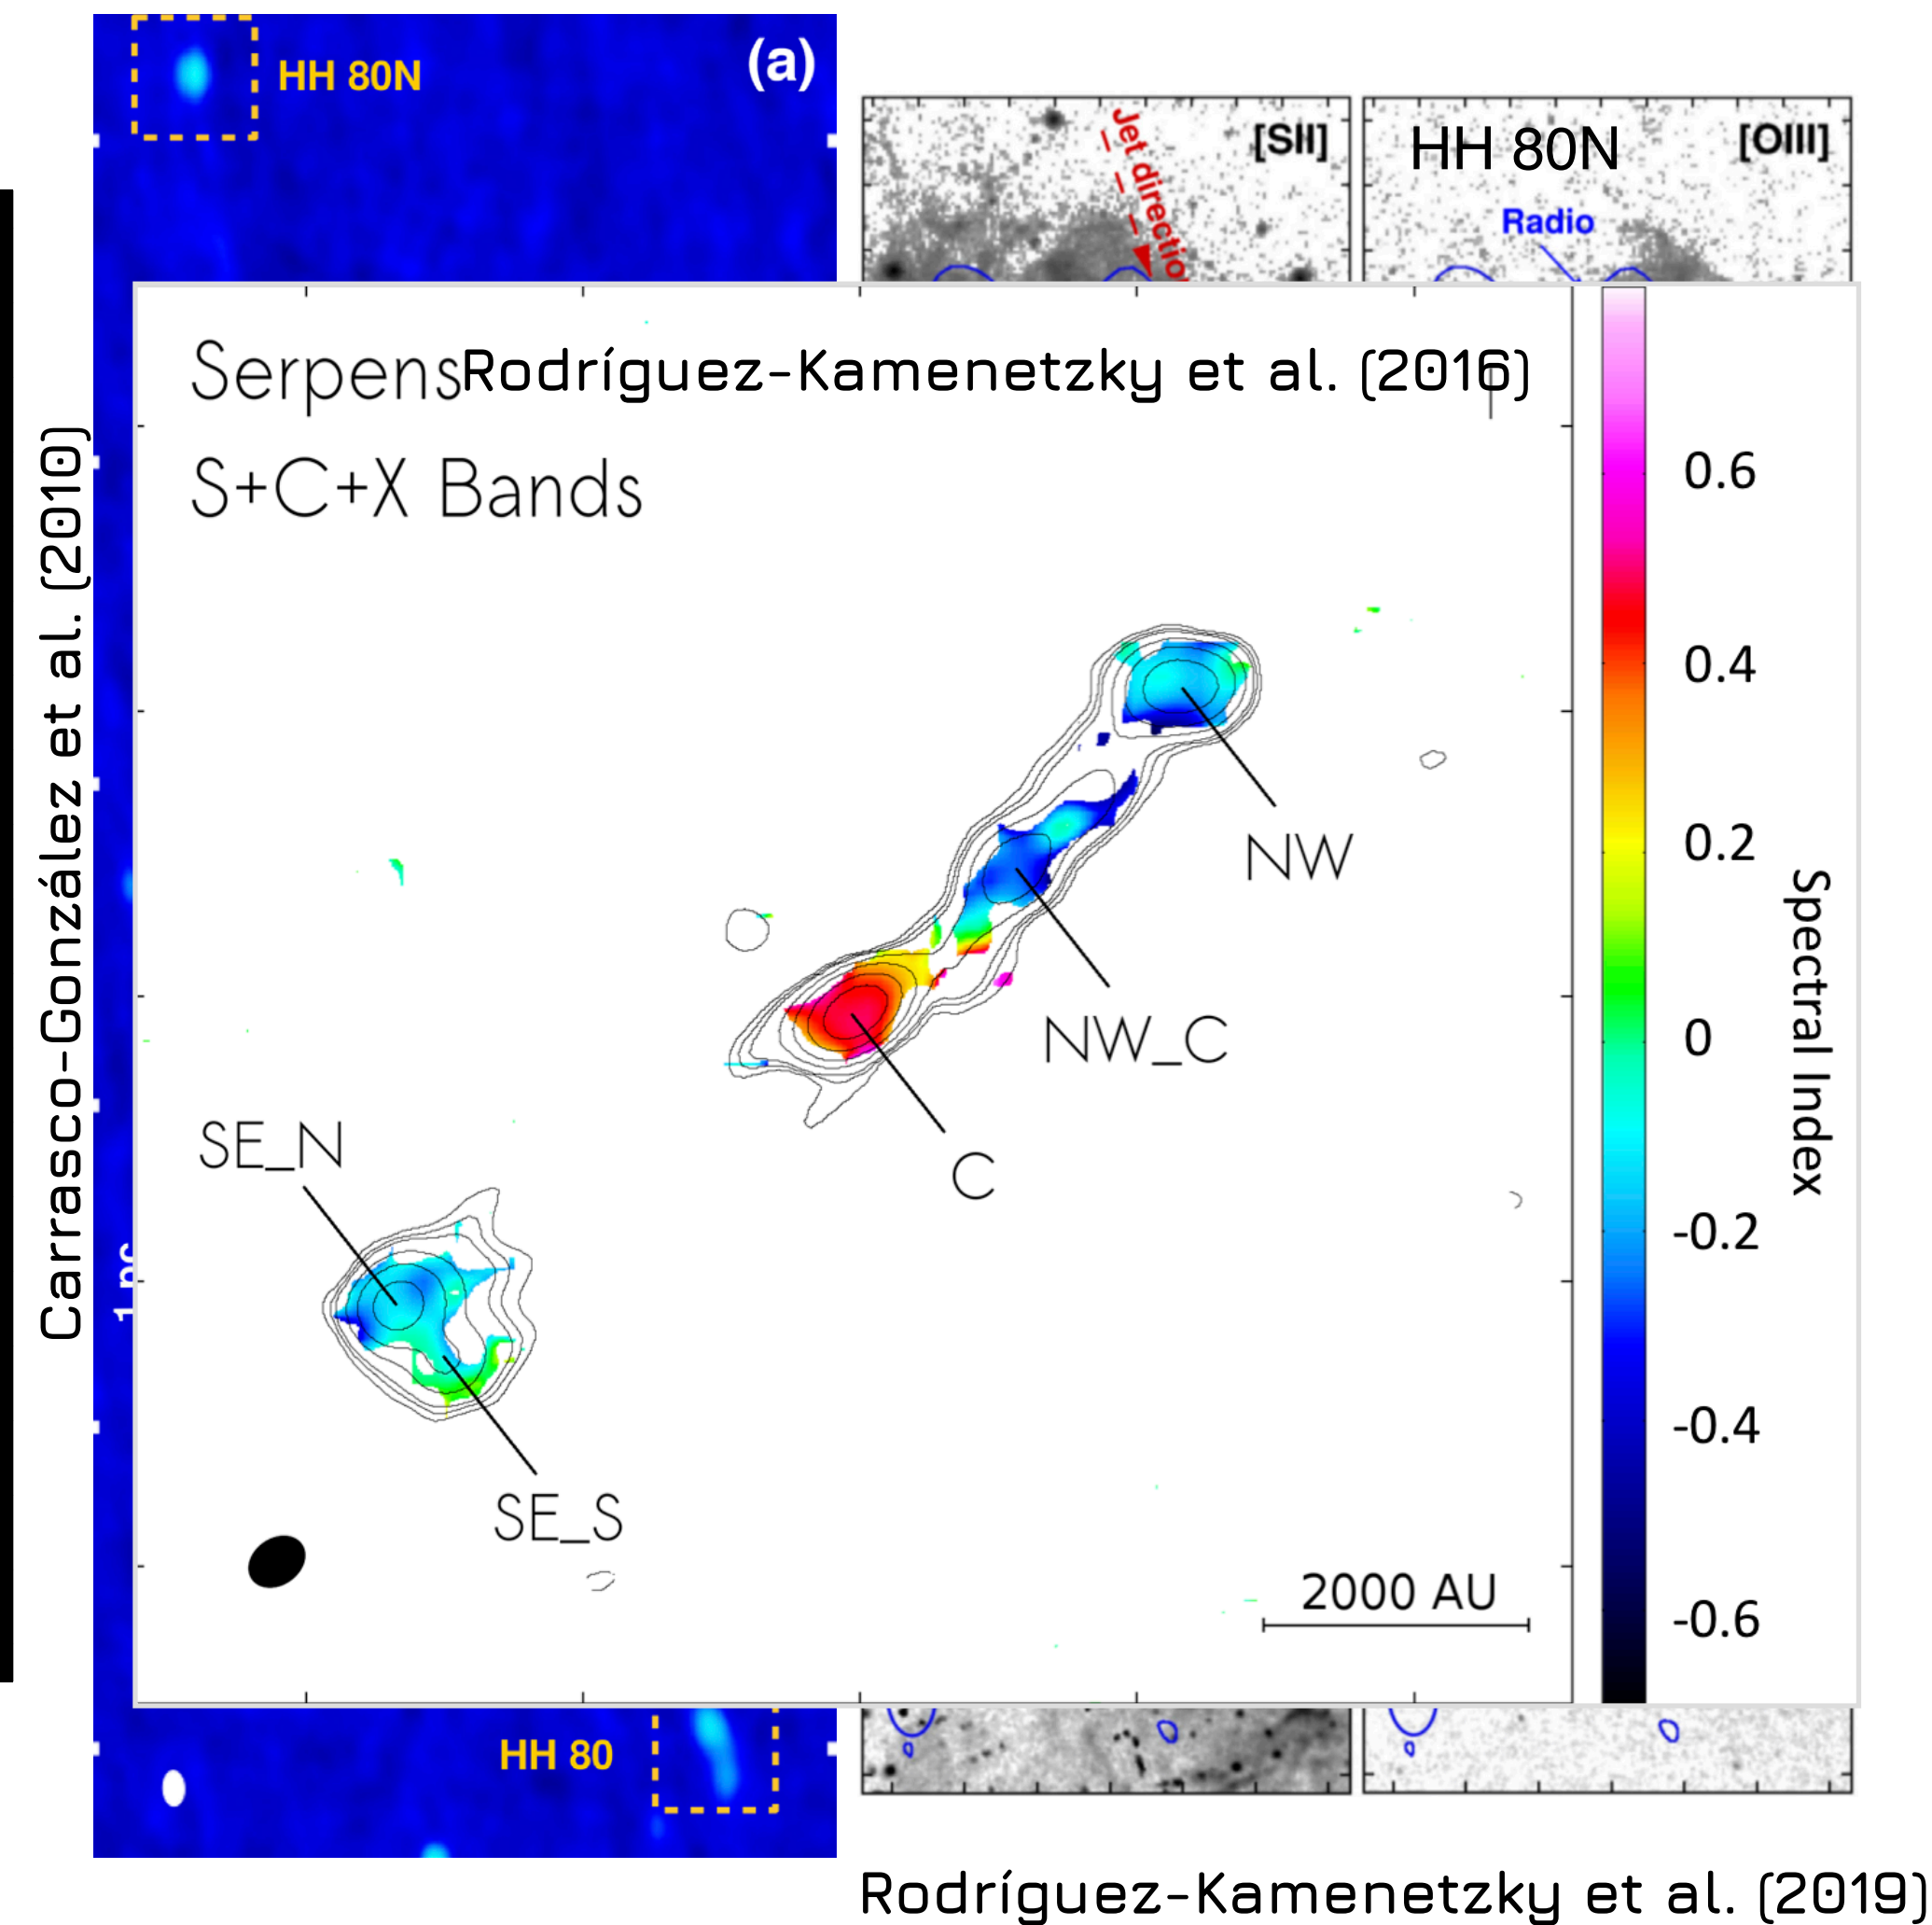 HH 80N
(a)
[SII]
Jet directio
HH 80N
[OIII]
Radio
Carrasco-González et al. (2010)
Serpens
Rodríguez-Kamenetzky et al. (2016)
S+C+X Bands
NW
NW_C
C
SE_N
SE_S
2000 AU
0.6
0.4
0.2
0
-0.2
-0.4
-0.6
Spectral Index
HH 80
Rodríguez-Kamenetzky et al. (2019)